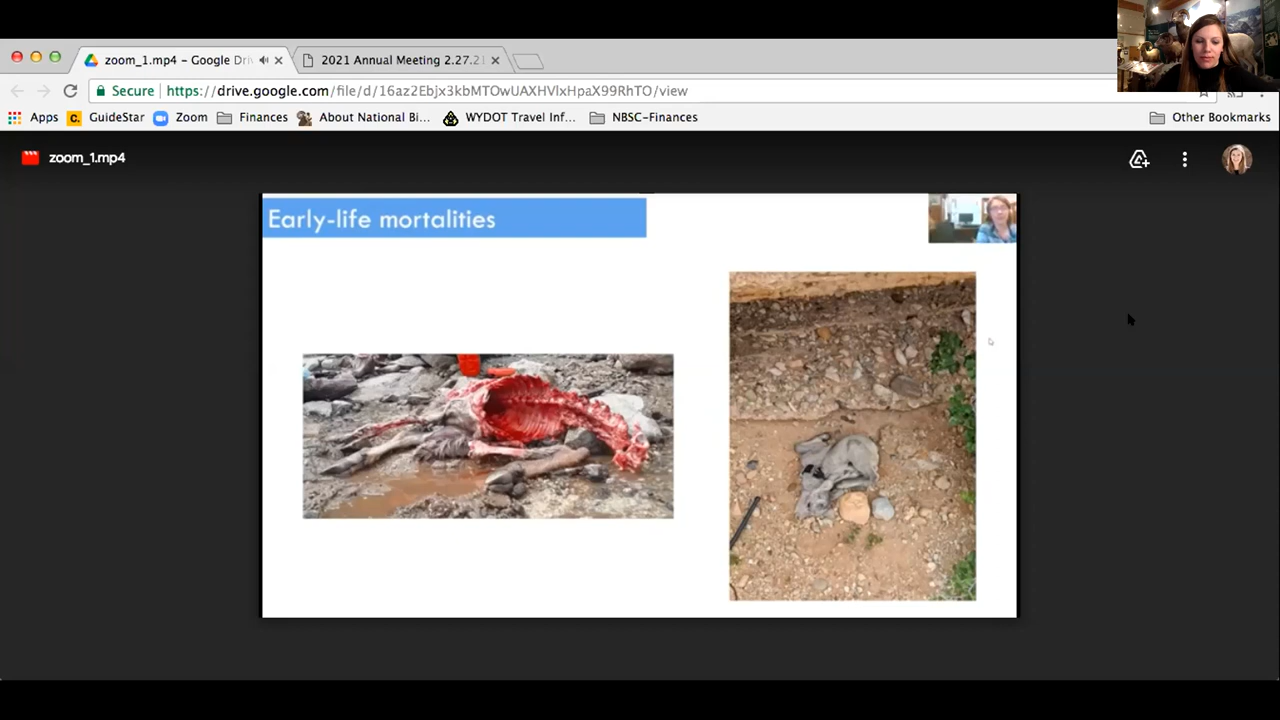 zoom_1.mp4 – Google Dri
2021 Annual Meeting 2.27.2
Secure https://drive.google.com/file/d/16az2Ebjx3kbMTOwUAXHVlxHpaX99RhTO/view
Apps GuideStar Zoom Finances About National Bi... WYDOT Travel Inf... NBSC-Finances Other Bookmarks
zoom_1.mp4
Early-life mortalities